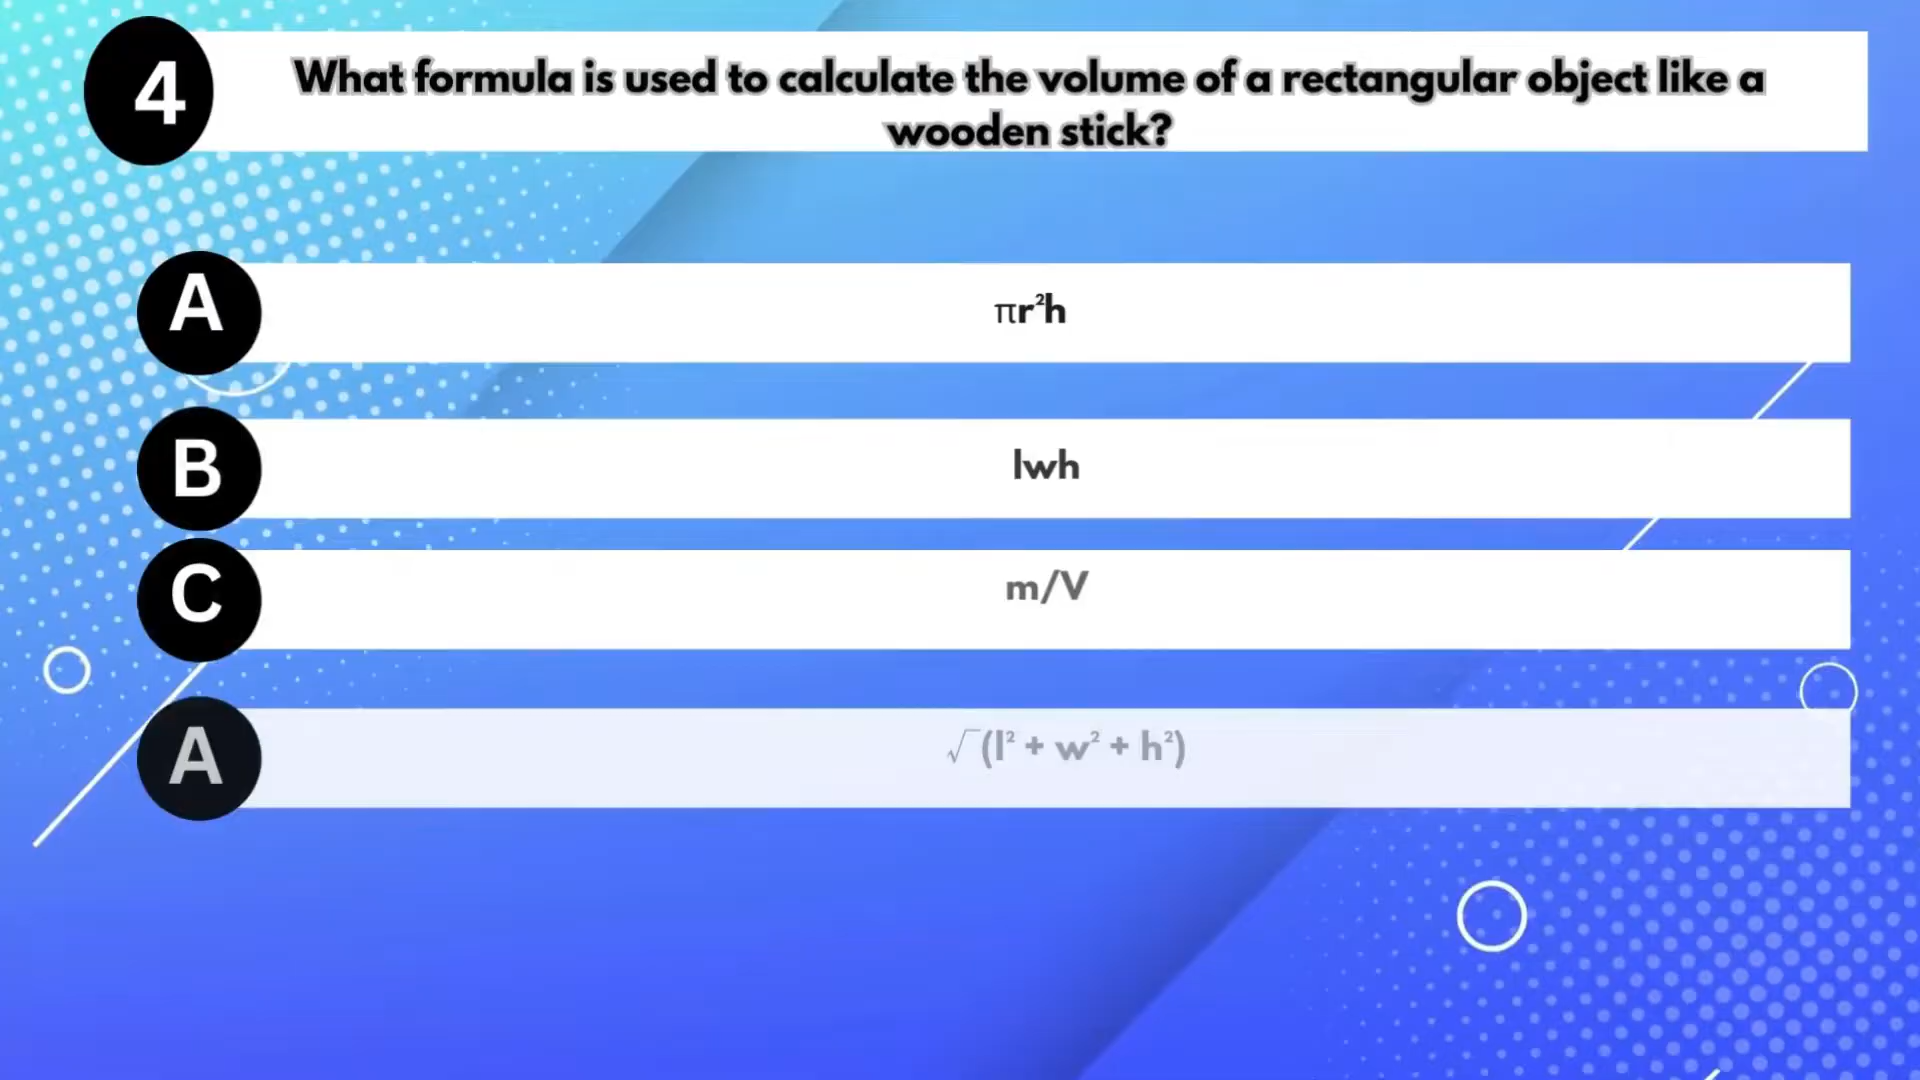 4
What formula is used to calculate the volume of a rectangular object like a
wooden stick?
A
πr²h
B
lwh
C
m/V
A
√(l² + w² + h²)